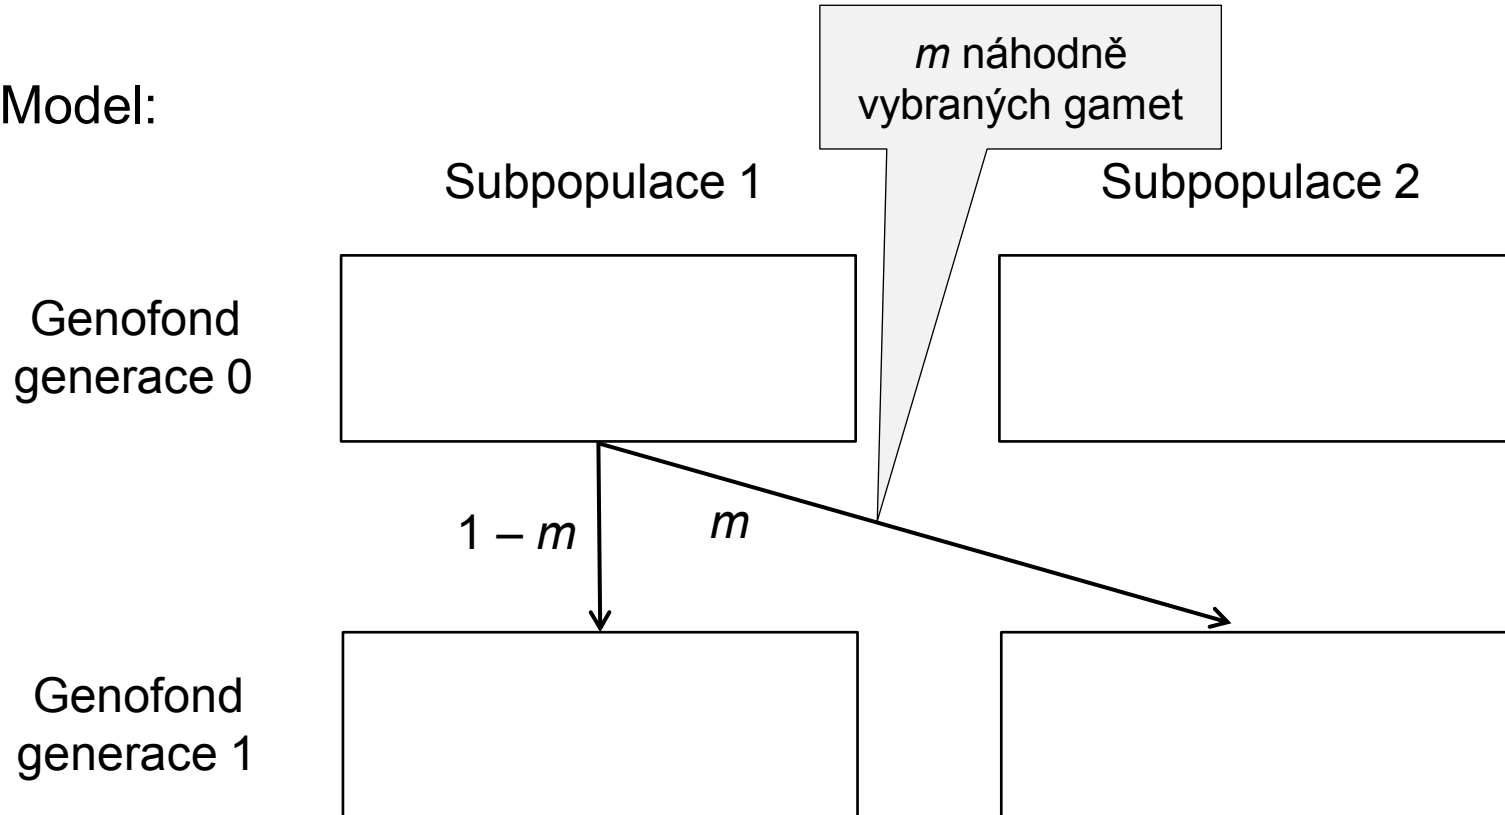 m náhodně
vybraných gamet
Model:
Subpopulace 1
Subpopulace 2
Genofond
generace 0
1 – m
m
Genofond
generace 1